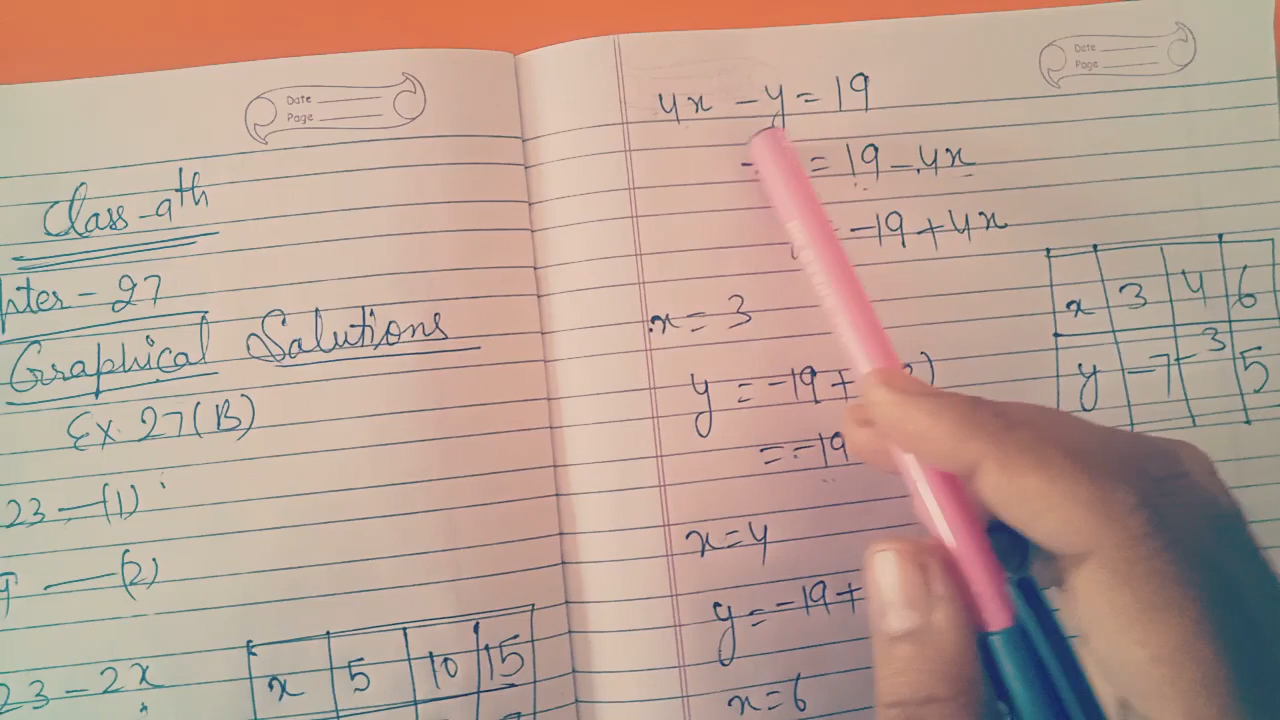 Date
Page
Class - 9th
pter - 27
Graphical Solutions
Ex. 27(B)
23 — (1)
— (2)
23 - 2x
x 5 10 15
Date
Page
4x - y = 19
- = 19 - 4x
= -19 + 4x
x = 3
y = -19 +
= -19
x = 4
y = -19 +
x = 6
x 3 4 6
y -7 -3 5